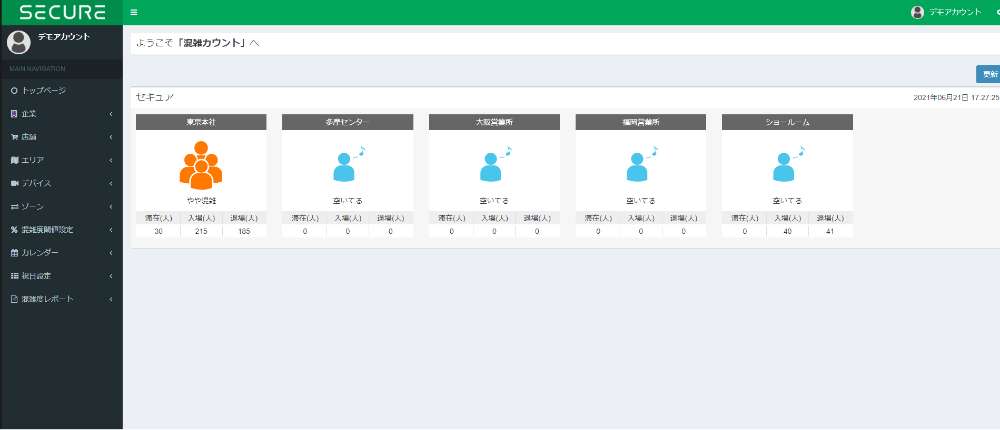 SECURE
デモアカウント
デモアカウント
MAIN NAVIGATION
トップページ
企業
店舗
エリア
デバイス
ゾーン
混雑度閾値設定
カレンダー
祝日設定
混雑度レポート
ようこそ「混雑カウント」へ
更新
セキュア
2021年06月21日 17:27:25
東京本社
やや混雑
滞在(人) 入場(人) 退場(人)
30 215 185
多摩センター
空いてる
滞在(人) 入場(人) 退場(人)
0 0 0
大阪営業所
空いてる
滞在(人) 入場(人) 退場(人)
0 0 0
福岡営業所
空いてる
滞在(人) 入場(人) 退場(人)
0 0 0
ショールーム
空いてる
滞在(人) 入場(人) 退場(人)
0 40 41